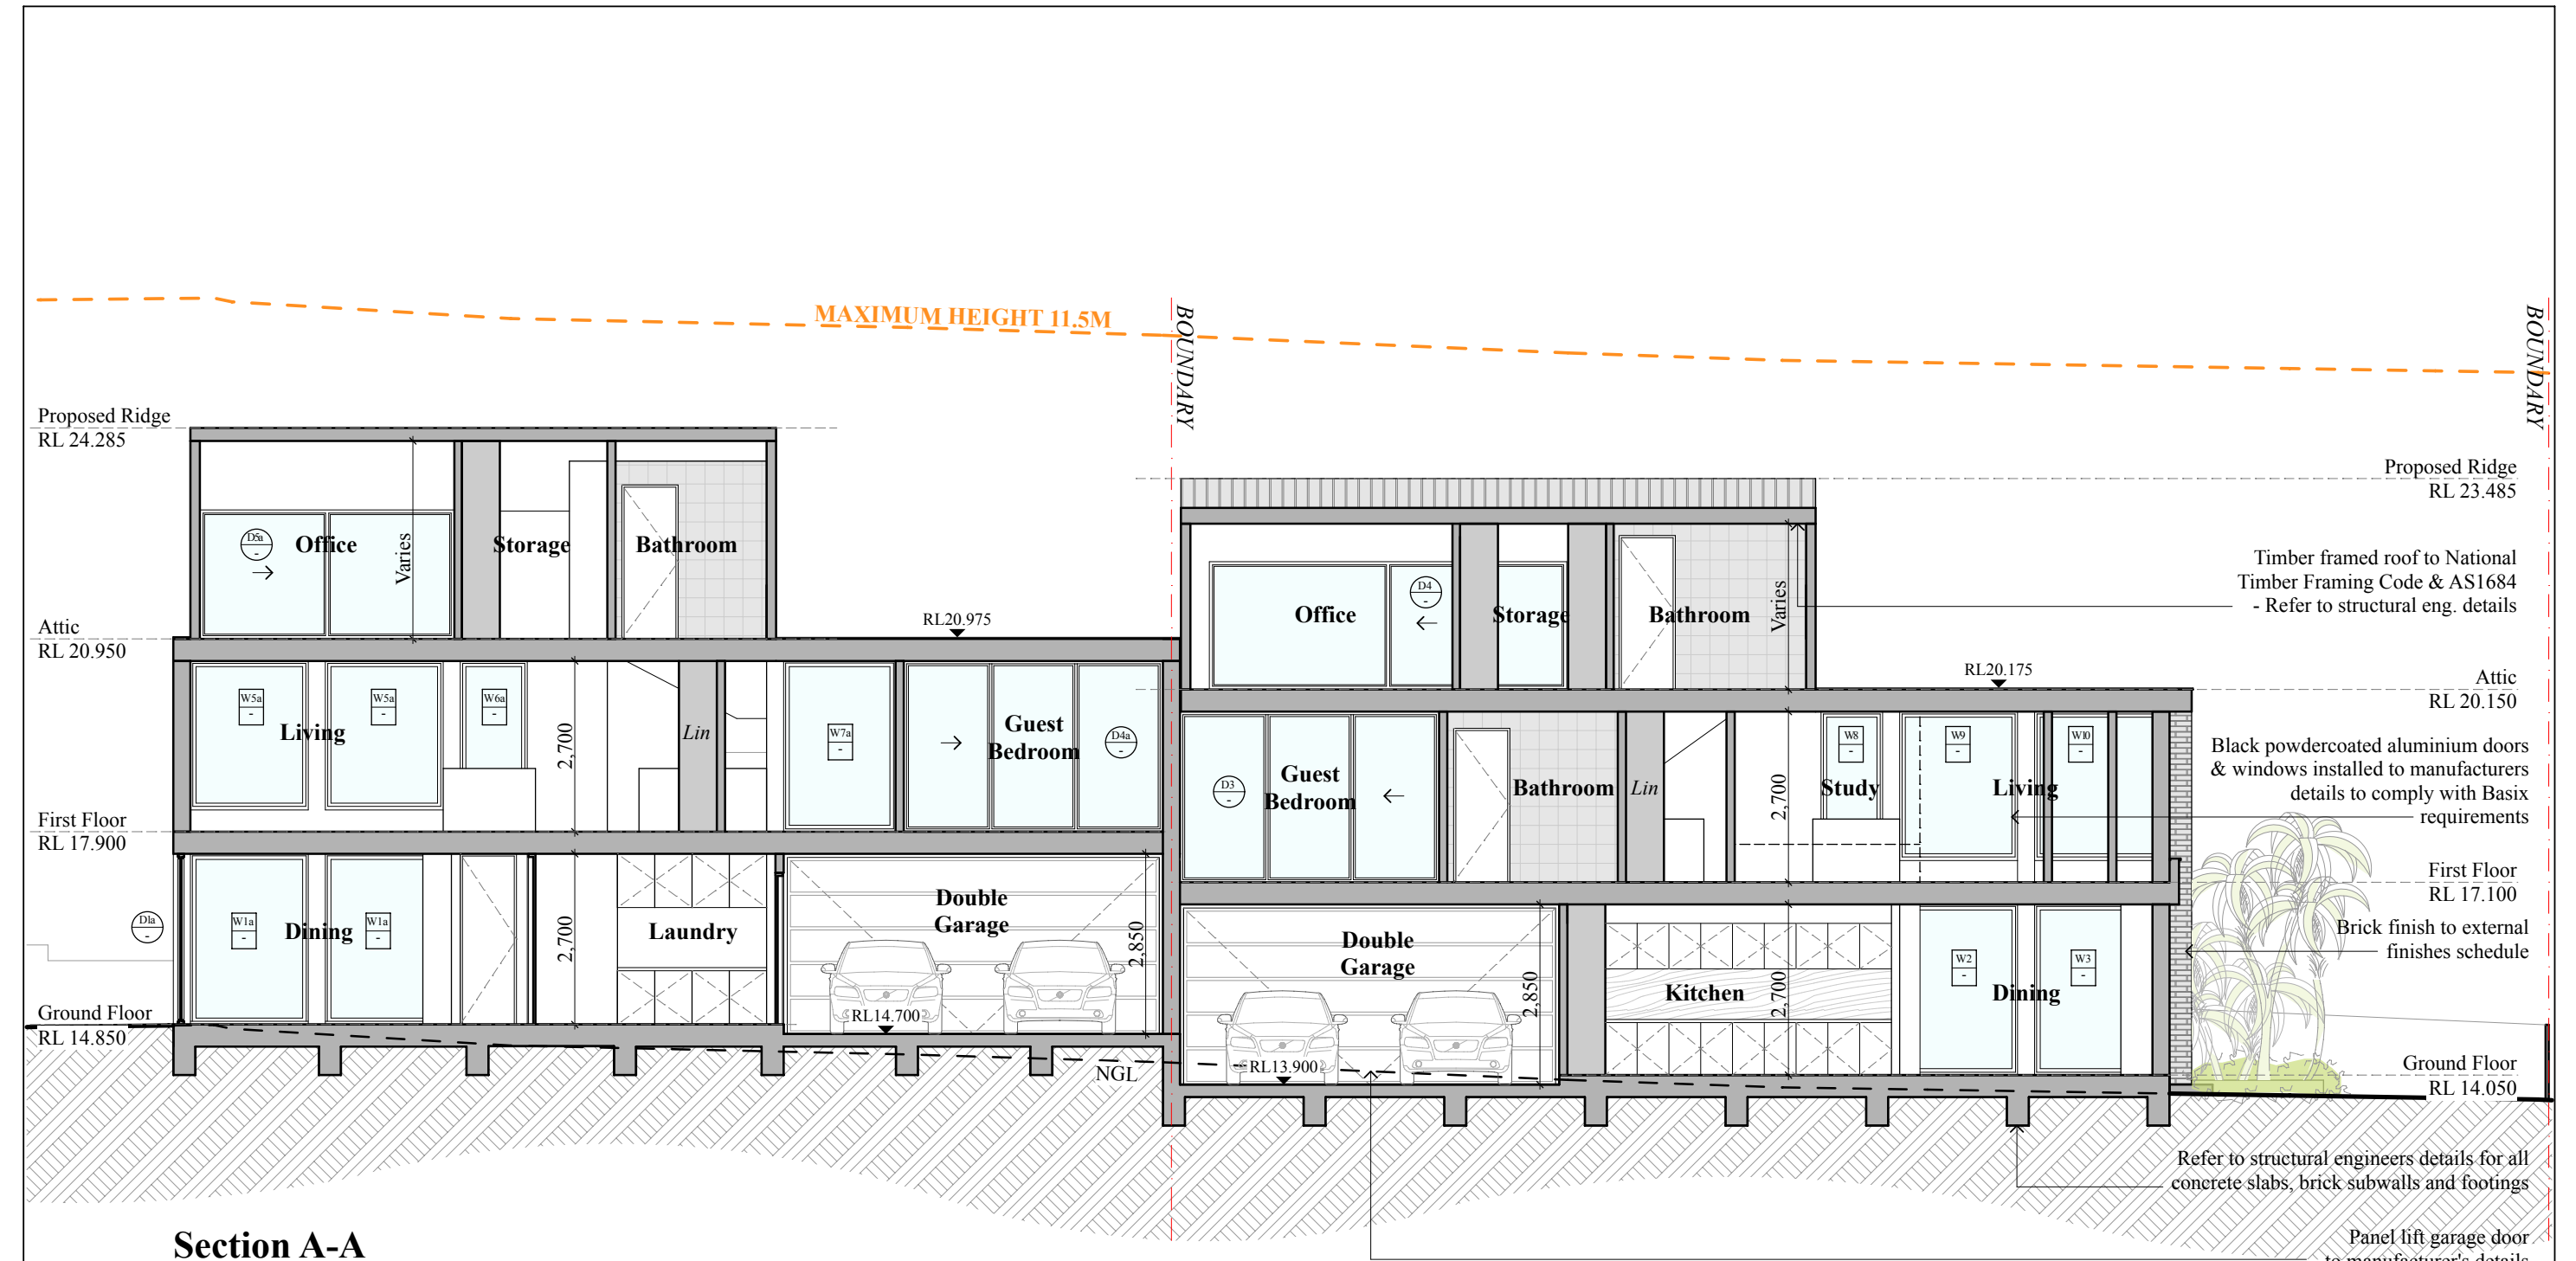 MAXIMUM HEIGHT 11.5M
BOUNDARY
BOUNDARY
Proposed Ridge
RL 24.285
Proposed Ridge
RL 23.485
D5a
-
Office
Varies
Storage
Bathroom
Timber framed roof to National
Timber Framing Code & AS1684
- Refer to structural eng. details
Office
D4
-
Storage
Bathroom
Varies
Attic
RL 20.950
RL20.975
RL20.175
Attic
RL 20.150
W5a
-
W5a
-
W6a
-
Living
2,700
Lin
W7a
-
Guest
Bedroom
D4a
-
D3
-
Guest
Bedroom
Bathroom
Lin
2,700
W8
-
Study
W9
-
Living
W10
-
Black powdercoated aluminium doors
& windows installed to manufacturers
details to comply with Basix
requirements
First Floor
RL 17.900
First Floor
RL 17.100
Brick finish to external
finishes schedule
D1a
-
W1a
-
Dining
W1a
-
2,700
Laundry
Double
Garage
2,850
RL14.700
Double
Garage
2,850
RL13.900
Kitchen
2,700
W2
-
Dining
W3
-
Ground Floor
RL 14.850
NGL
Ground Floor
RL 14.050
Refer to structural engineers details for all
concrete slabs, brick subwalls and footings
Panel lift garage door
to manufacturer's details
Section A-A